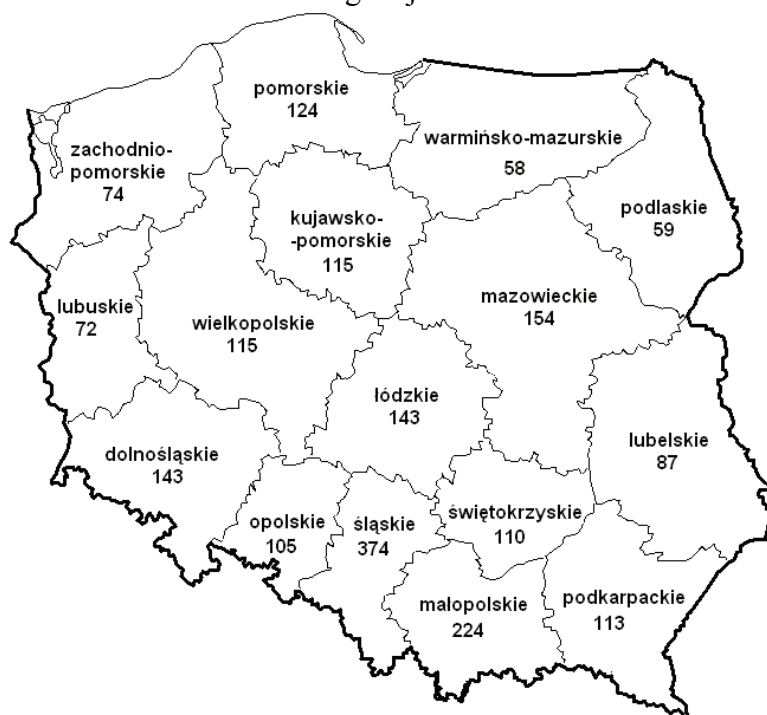 pomorskie
124
warmińsko-mazurskie
58
zachodnio-
pomorskie
74
podlaskie
59
kujawsko-
-pomorskie
115
mazowieckie
154
lubuskie
72
wielkopolskie
115
łódzkie
143
lubelskie
87
dolnośląskie
143
opolskie
105
śląskie
374
świętokrzyskie
110
małopolskie
224
podkarpackie
113